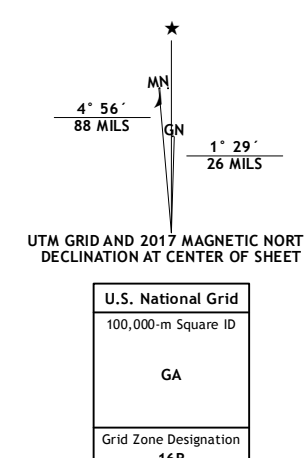 MN
4° 56´
88 MILS
GN
1° 29´
26 MILS
UTM GRID AND 2017 MAGNETIC NORT
DECLINATION AT CENTER OF SHEET
U.S. National Grid
100,000-m Square ID
GA
Grid Zone Designation